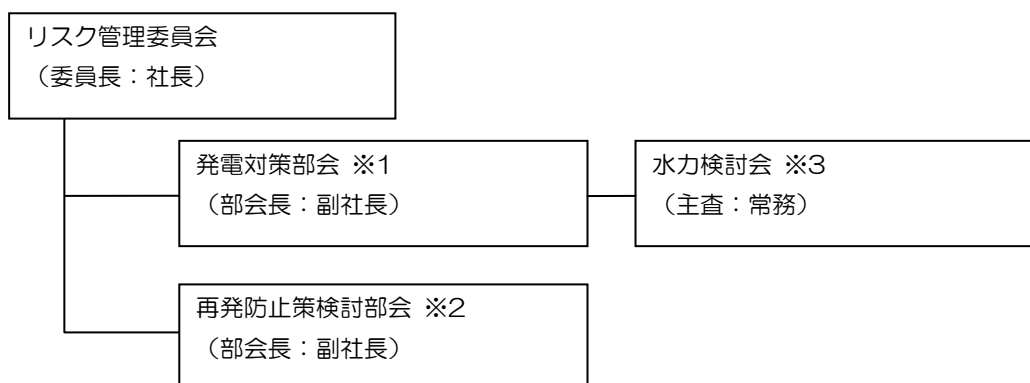 リスク管理委員会
（委員長：社長）
発電対策部会 ※1
（部会長：副社長）
水力検討会 ※3
（主査：常務）
再発防止策検討部会 ※2
（部会長：副社長）